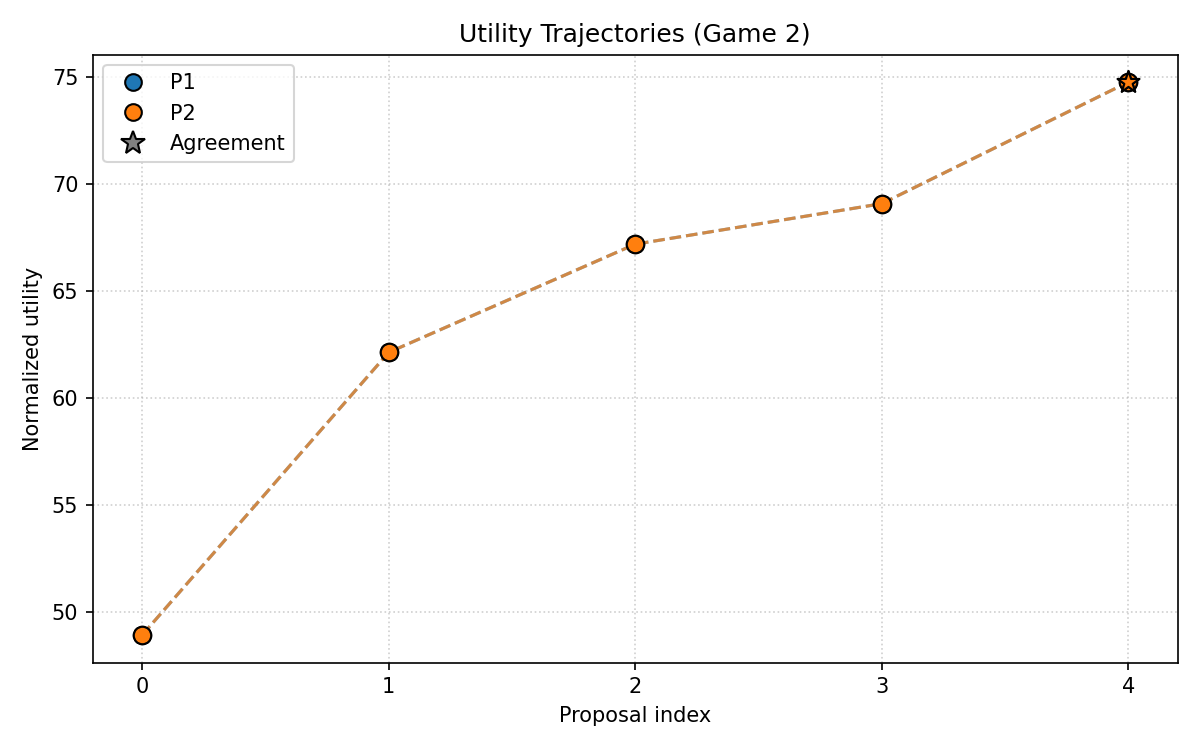 Utility Trajectories (Game 2)
P1
P2
Agreement
Normalized utility
75
70
65
60
55
50
0 1 2 3 4
Proposal index